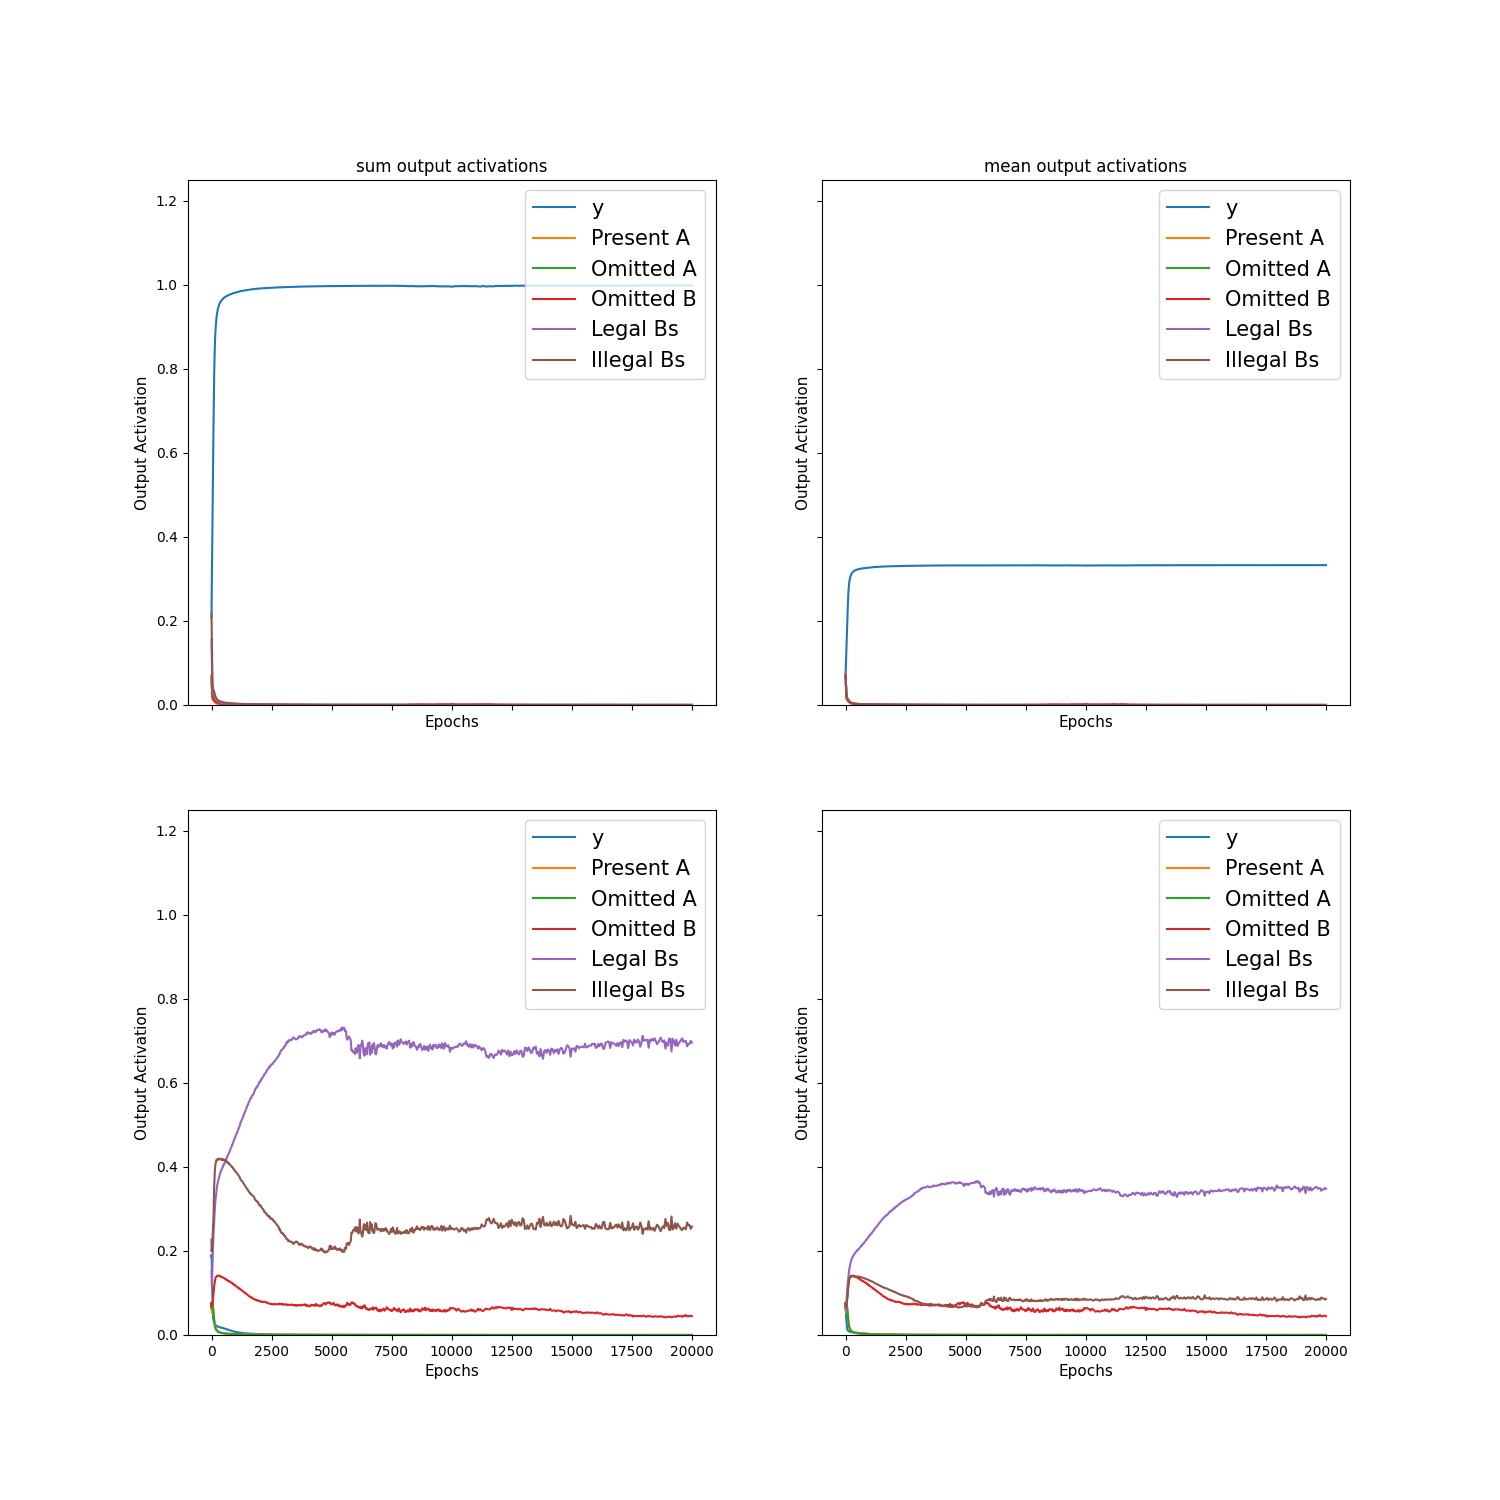 sum output activations
mean output activations
Output Activation
1.2
1.0
0.8
0.6
0.4
0.2
0.0
y
Present A
Omitted A
Omitted B
Legal Bs
Illegal Bs
Epochs
Output Activation
y
Present A
Omitted A
Omitted B
Legal Bs
Illegal Bs
Epochs
Output Activation
1.2
1.0
0.8
0.6
0.4
0.2
0.0
y
Present A
Omitted A
Omitted B
Legal Bs
Illegal Bs
0 2500 5000 7500 10000 12500 15000 17500 20000
Epochs
Output Activation
y
Present A
Omitted A
Omitted B
Legal Bs
Illegal Bs
0 2500 5000 7500 10000 12500 15000 17500 20000
Epochs